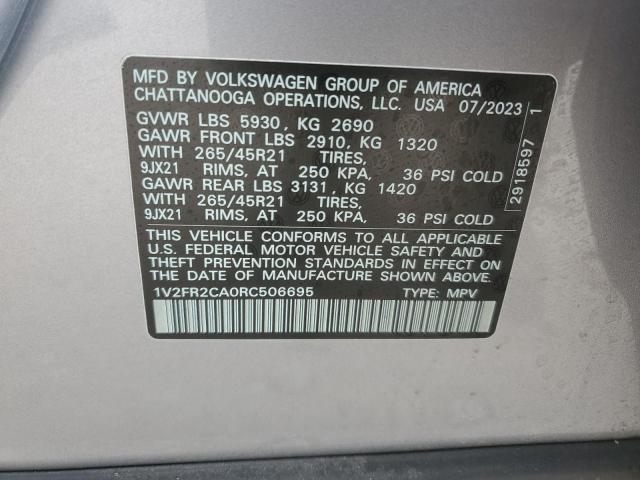 MFD BY VOLKSWAGEN GROUP OF AMERICA
CHATTANOOGA OPERATIONS, LLC. USA 07/2023
GVWR LBS 5930, KG 2690
GAWR FRONT LBS 2910, KG 1320
WITH 265/45R21 TIRES,
9JX21 RIMS, AT 250 KPA, 36 PSI COLD
GAWR REAR LBS 3131, KG 1420
WITH 265/45R21 TIRES,
9JX21 RIMS, AT 250 KPA, 36 PSI COLD
THIS VEHICLE CONFORMS TO ALL APPLICABLE
U.S. FEDERAL MOTOR VEHICLE SAFETY AND
THEFT PREVENTION STANDARDS IN EFFECT ON
THE DATE OF MANUFACTURE SHOWN ABOVE.
1V2FR2CA0RC506695 TYPE: MPV
2918597 1